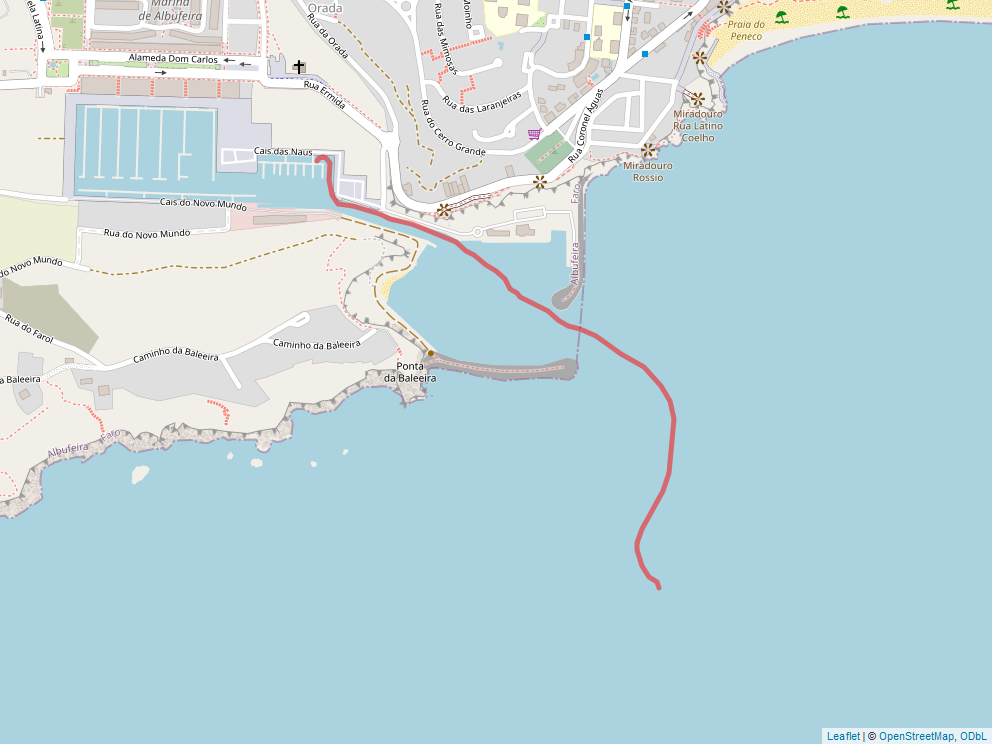 Marina
de Albufeira
ela Latina
Orada
Rua da Orada
Rua das Mimosas
Moinho
Praia do
Peneco
Alameda Dom Carlos
Rua Ermida
Rua das Laranjeiras
Rua do Cerro Grande
Rua Coronel Águas
Miradouro
Rua Latino
Coelho
Miradouro
Rossio
Cais das Naus
Cais do Novo Mundo
Rua do Novo Mundo
do Novo Mundo
Faro
Albufeira
Rua do Farol
Caminho da Baleeira
Caminho da Baleeira
a Baleeira
Ponta
da Baleeira
Albufeira
Faro
Leaflet | © OpenStreetMap, ODbL